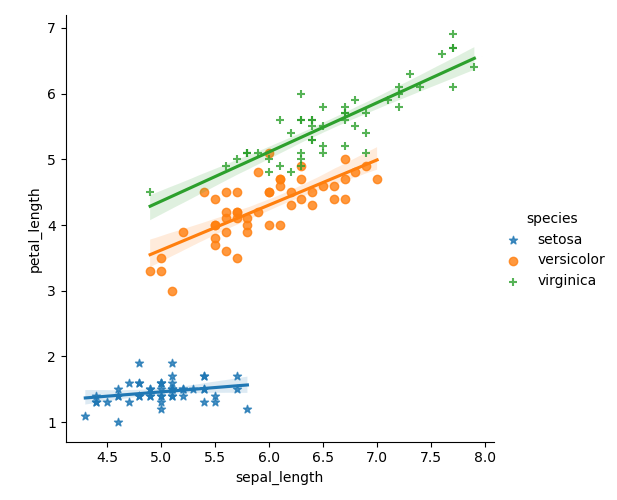 7
6
5
4
3
2
1
petal_length
4.5 5.0 5.5 6.0 6.5 7.0 7.5 8.0
sepal_length
species
setosa
versicolor
virginica